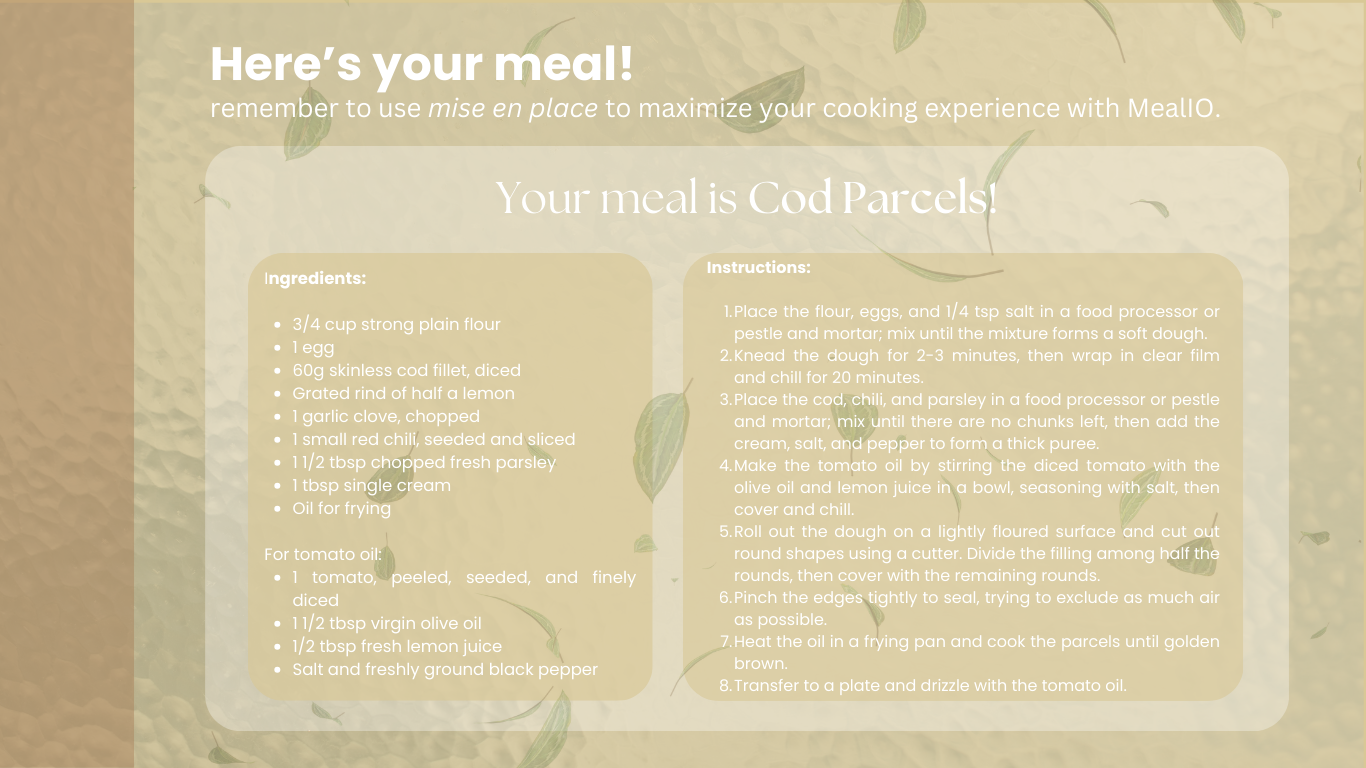 Here's your meal!
remember to use mise en place to maximize your cooking experience with MealIO.
Your meal is Cod Parcels!
Ingredients:
• 3/4 cup strong plain flour
• 1 egg
• 60g skinless cod fillet, diced
• Grated rind of half a lemon
• 1 garlic clove, chopped
• 1 small red chili, seeded and sliced
• 1 1/2 tbsp chopped fresh parsley
• 1 tbsp single cream
• Oil for frying
For tomato oil:
• 1 tomato, peeled, seeded, and finely
diced
• 1 1/2 tbsp virgin olive oil
• 1/2 tbsp fresh lemon juice
• Salt and freshly ground black pepper
Instructions:
1. Place the flour, eggs, and 1/4 tsp salt in a food processor or
pestle and mortar; mix until the mixture forms a soft dough.
2. Knead the dough for 2-3 minutes, then wrap in clear film
and chill for 20 minutes.
3. Place the cod, chili, and parsley in a food processor or pestle
and mortar; mix until there are no chunks left, then add the
cream, salt, and pepper to form a thick puree.
4. Make the tomato oil by stirring the diced tomato with the
olive oil and lemon juice in a bowl, seasoning with salt, then
cover and chill.
5. Roll out the dough on a lightly floured surface and cut out
round shapes using a cutter. Divide the filling among half the
rounds, then cover with the remaining rounds.
6. Pinch the edges tightly to seal, trying to exclude as much air
as possible.
7. Heat the oil in a frying pan and cook the parcels until golden
brown.
8. Transfer to a plate and drizzle with the tomato oil.